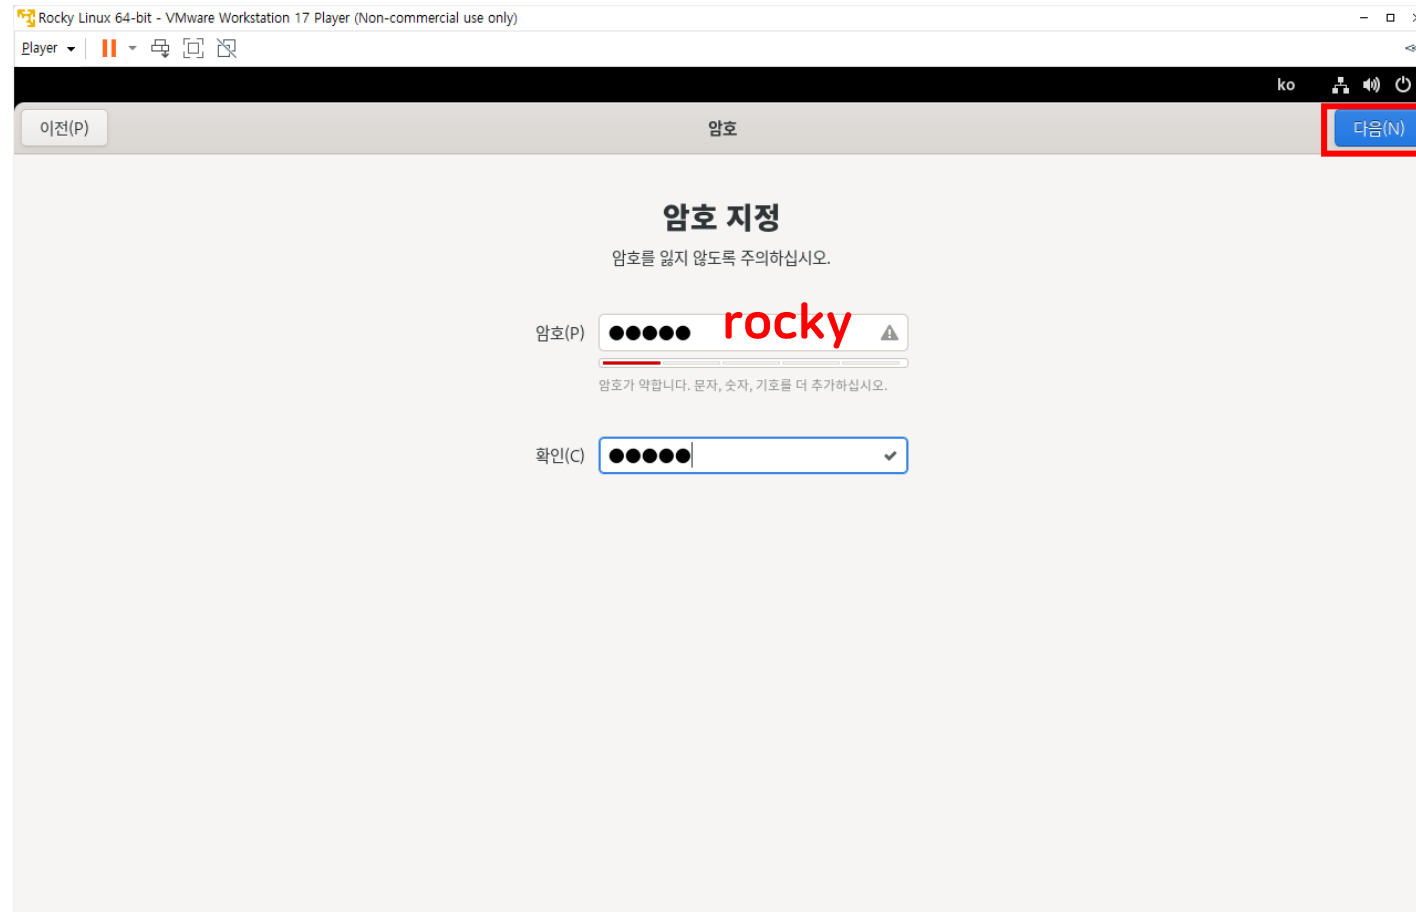 Rocky Linux 64-bit - VMware Workstation 17 Player (Non-commercial use only)
Player
ko
이전(P)
암호
다음(N)
암호 지정
암호를 잃지 않도록 주의하십시오.
암호(P)
rocky
암호가 약합니다. 문자, 숫자, 기호를 더 추가하십시오.
확인(C)